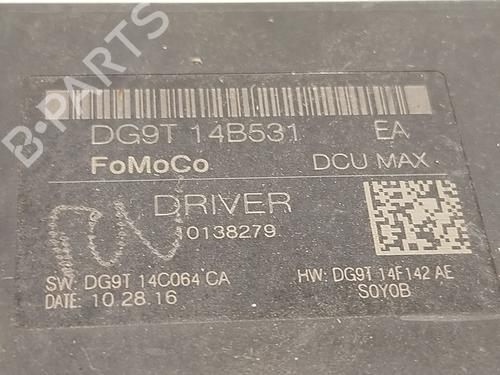 B-PARTS
DG9T 14B531 EA
FoMoCo DCU MAX
DRIVER
10138279
SW: DG9T 14C064 CA
DATE: 10.28.16
HW: DG9T 14F142 AE
S0Y0B